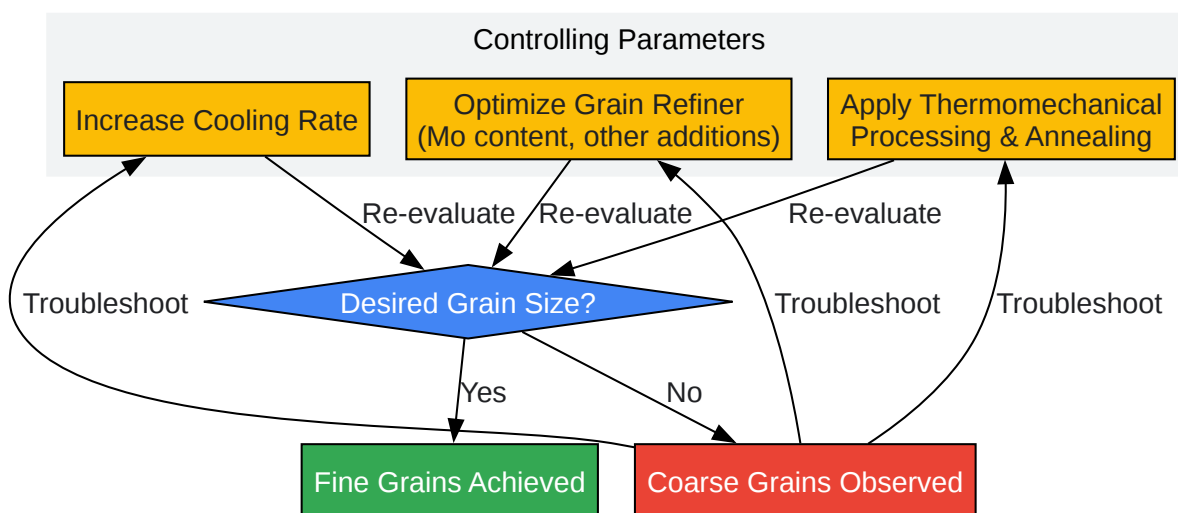 Controlling Parameters
Increase Cooling Rate
Optimize Grain Refiner
(Mo content, other additions)
Apply Thermomechanical
Processing & Annealing
Re-evaluate
Re-evaluate
Re-evaluate
Troubleshoot
Desired Grain Size?
Troubleshoot
Troubleshoot
Yes
No
Fine Grains Achieved
Coarse Grains Observed